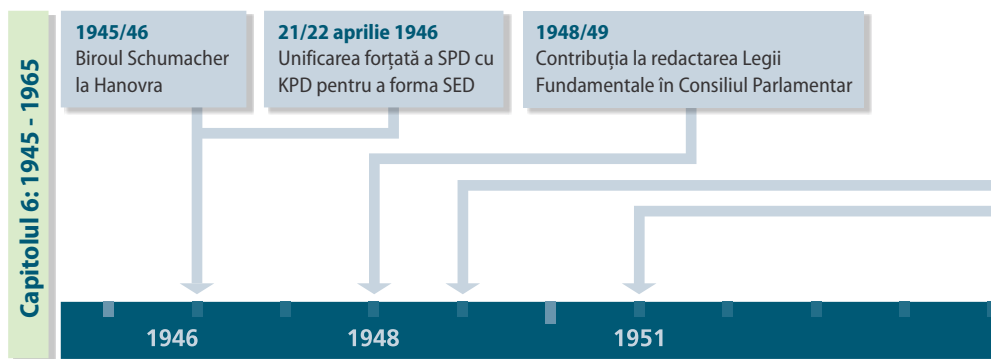 Capitolul 6: 1945 - 1965
1945/46
Biroul Schumacher
la Hanovra
21/22 aprilie 1946
Unificarea forțată a SPD cu
KPD pentru a forma SED
1948/49
Contribuția la redactarea Legii
Fundamentale în Consiliul Parlamentar
1946
1948
1951